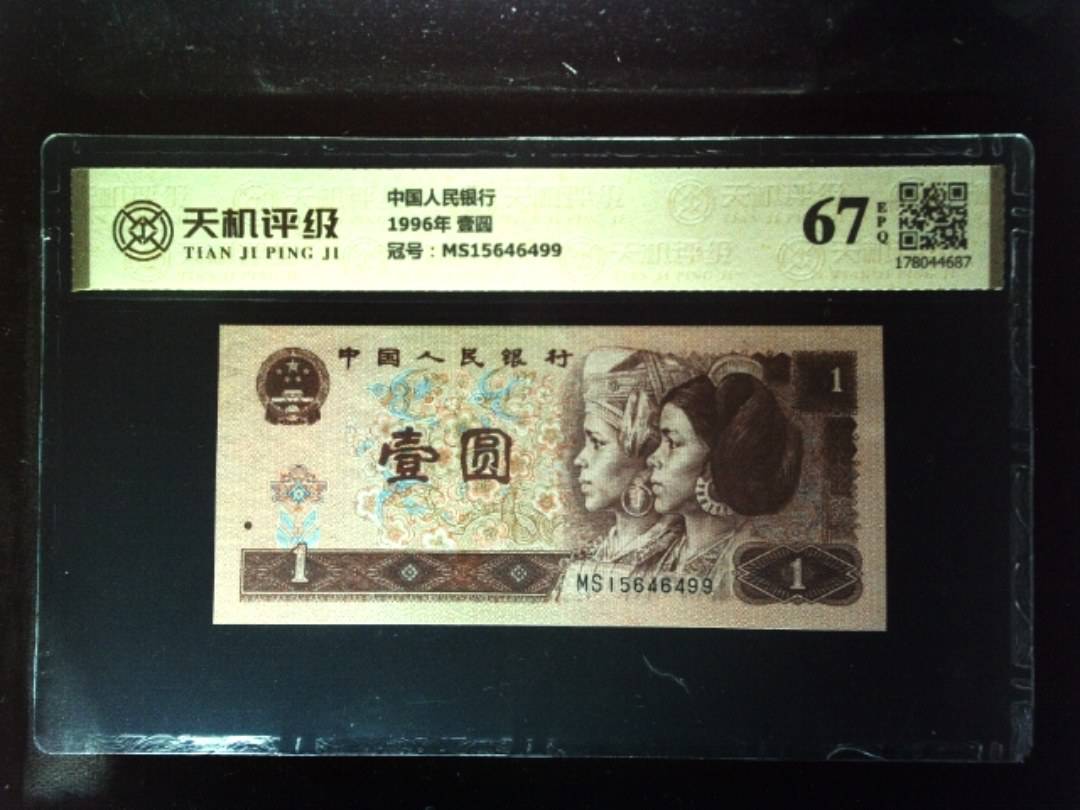 天机评级
TIAN JI PING JI
中国人民银行
1996年 壹圆
冠号：MS15646499
67
EPQ
178044687
中国人民银行
1
壹圆
1
MS15646499
1